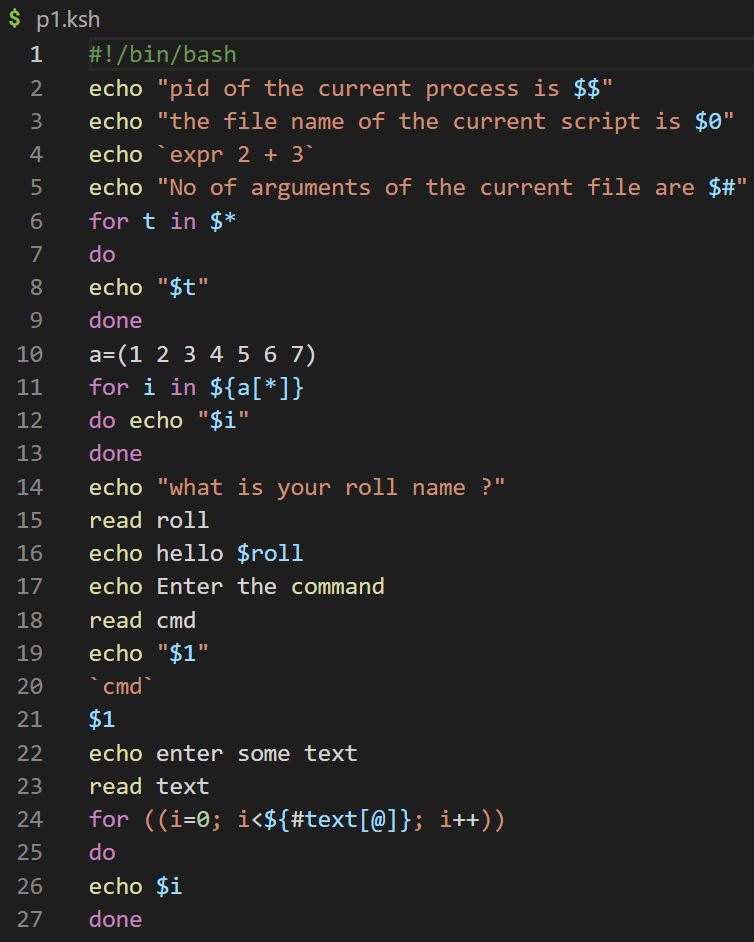 $ p1.ksh
1 #!/bin/bash
2 echo "pid of the current process is $$"
3 echo "the file name of the current script is $0"
4 echo `expr 2 + 3`
5 echo "No of arguments of the current file are $#"
6 for t in $*
7 do
8 echo "$t"
9 done
10 a=(1 2 3 4 5 6 7)
11 for i in ${a[*]}
12 do echo "$i"
13 done
14 echo "what is your roll name ?"
15 read roll
16 echo hello $roll
17 echo Enter the command
18 read cmd
19 echo "$1"
20 `cmd`
21 $1
22 echo enter some text
23 read text
24 for ((i=0; i<${#text[@]}; i++))
25 do
26 echo $i
27 done